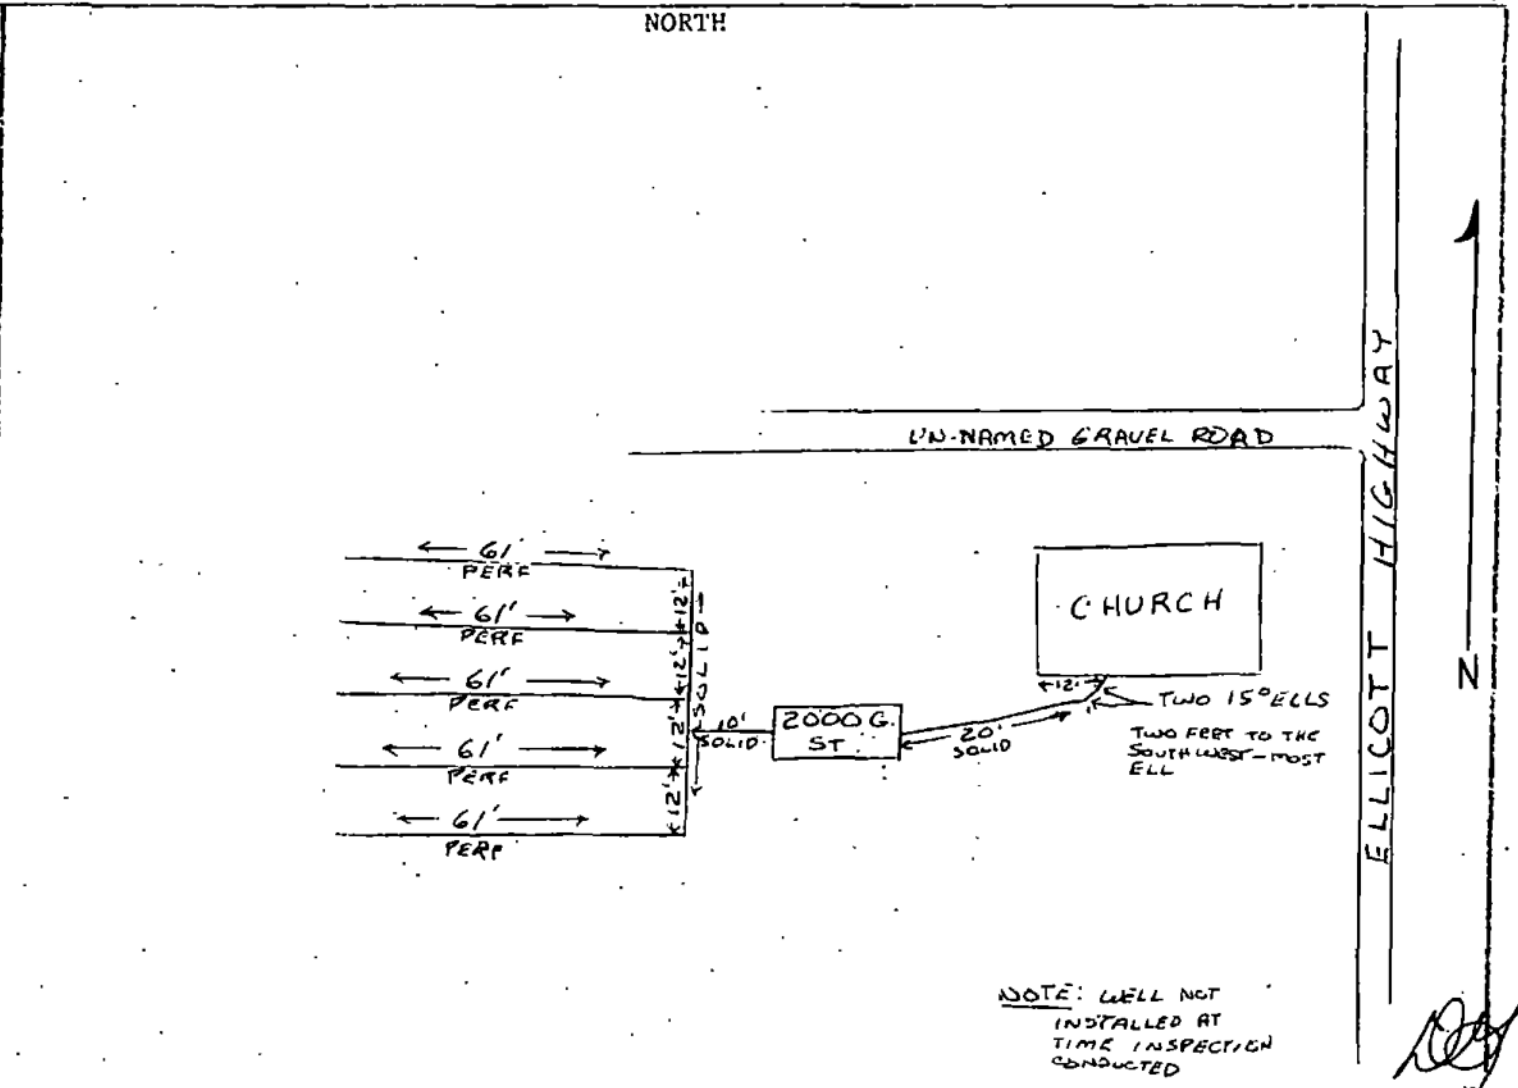 NORTH
UN-NAMED GRAVEL ROAD
ELLICOTT HIGHWAY
N
61'
PERF
61'
PERF
61'
PERF
61'
PERF
61'
PERF
12'
12'
12'
12'
SOLID
10'
SOLID
2000 G.
ST
20'
SOLID
CHURCH
12'
TWO 15° ELLS
TWO FEET TO THE
SOUTHWEST-MOST
ELL
NOTE: WELL NOT
INSTALLED AT
TIME INSPECTION
CONDUCTED